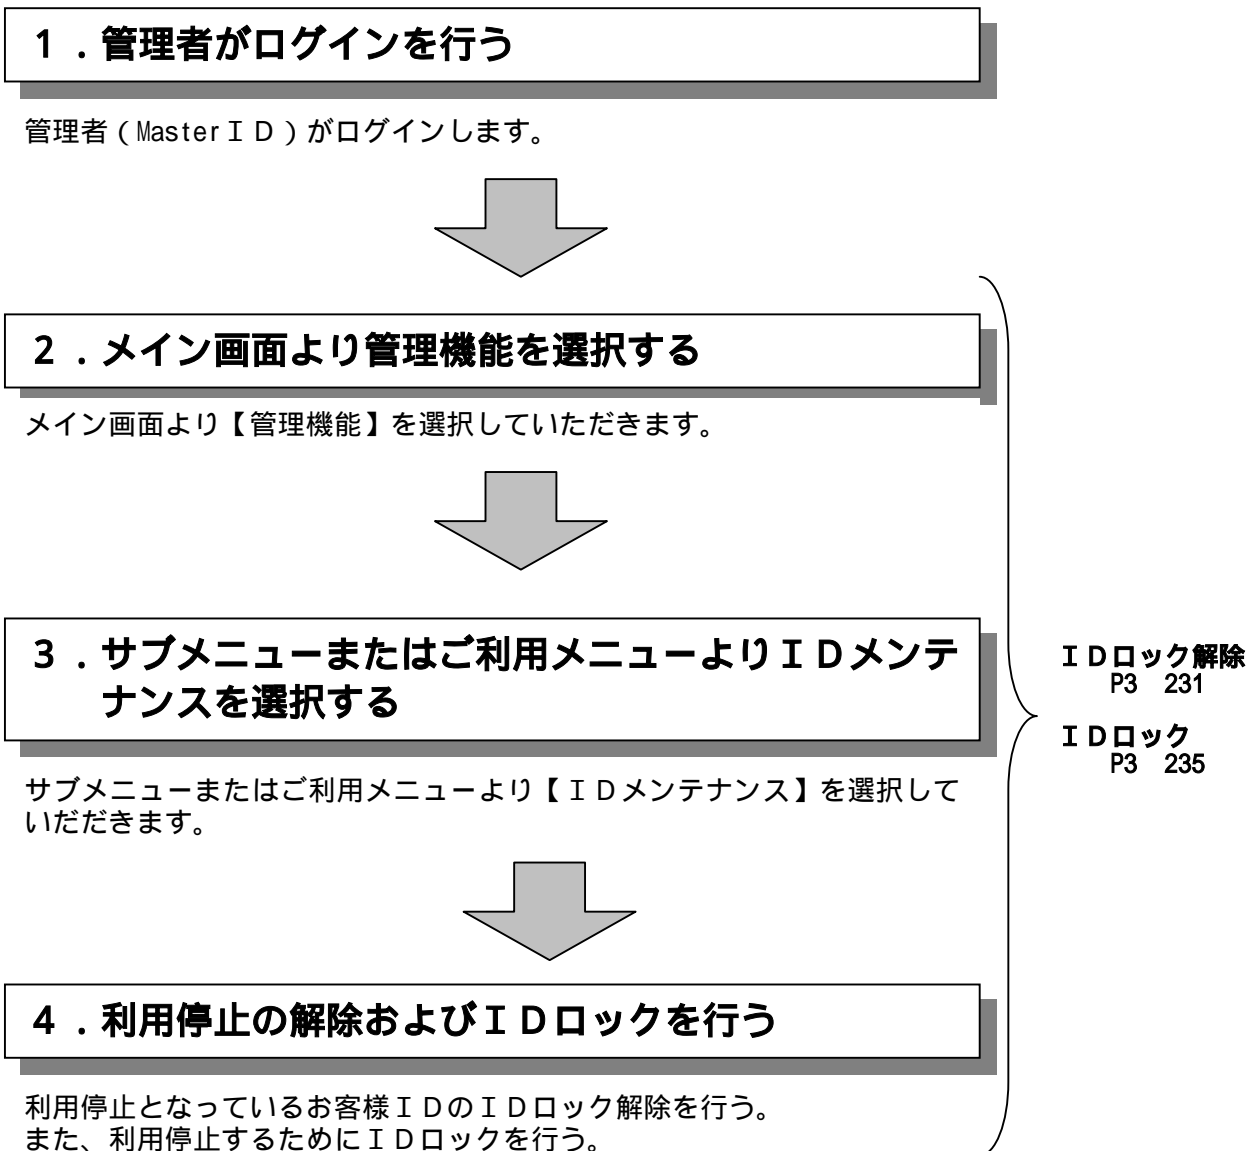 １．管理者がログインを行う
管理者（MasterＩＤ）がログインします。
２．メイン画面より管理機能を選択する
メイン画面より【管理機能】を選択していただきます。
３．サブメニューまたはご利用メニューよりＩＤメンテ
ナンスを選択する
サブメニューまたはご利用メニューより【ＩＤメンテナンス】を選択して
いだだきます。
４．利用停止の解除およびＩＤロックを行う
利用停止となっているお客様ＩＤのＩＤロック解除を行う。
また、利用停止するためにＩＤロックを行う。
ＩＤロック解除
P3　231
ＩＤロック
P3　235